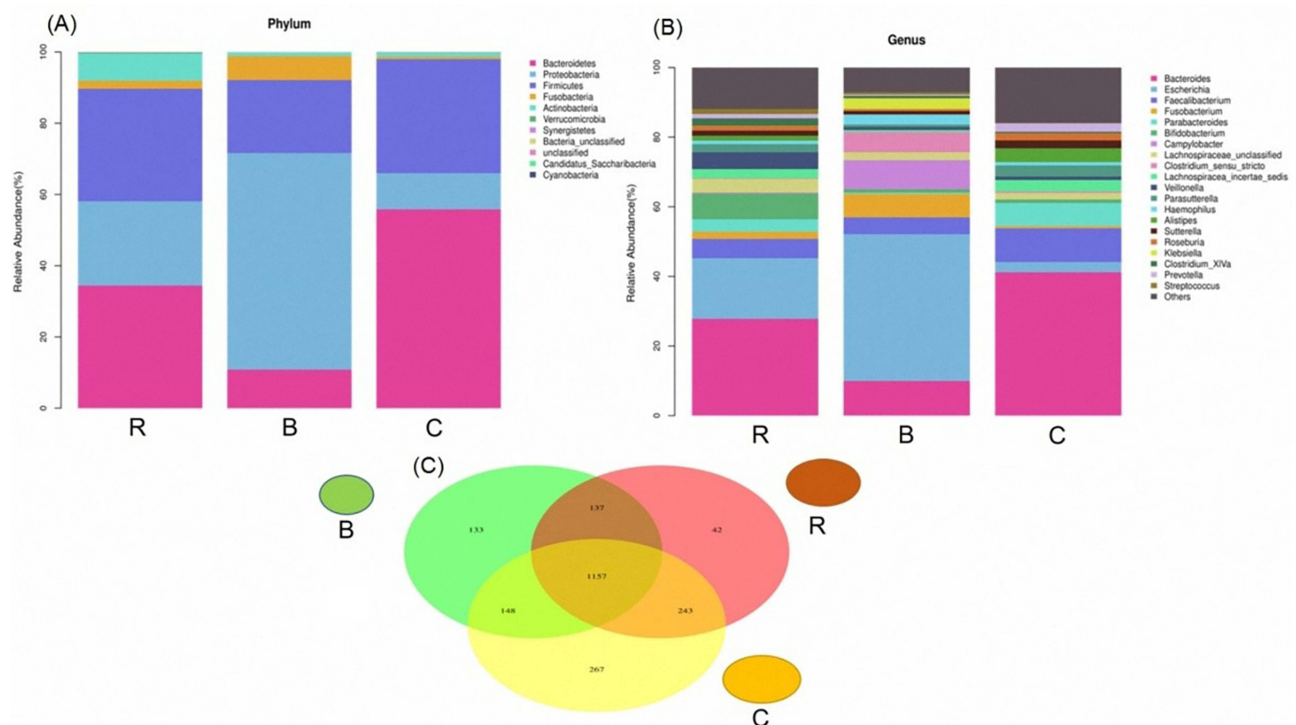 (A)
Phylum
Relative Abundance(%)
0
20
40
60
80
100
R
B
C
Bacteroidetes
Proteobacteria
Firmicutes
Fusobacteria
Actinobacteria
Verrucomicrobia
Synergistetes
Bacteria_unclassified
unclassified
Candidatus_Saccharibacteria
Cyanobacteria
(B)
Genus
Relative Abundance(%)
0
20
40
60
80
100
R
B
C
Bacteroides
Escherichia
Faecalibacterium
Fusobacterium
Parabacteroides
Bifidobacterium
Campylobacter
Lachnospiraceae_unclassified
Clostridium_sensu_stricto
Lachnospiracea_incertae_sedis
Veillonella
Parasutterella
Haemophilus
Alistipes
Sutterella
Roseburia
Klebsiella
Clostridium_XIVa
Prevotella
Streptococcus
Others
(C)
B
R
C
133
137
42
1157
148
243
267